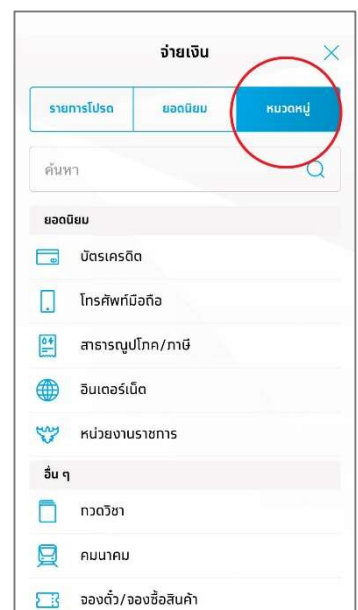 จ่ายเงิน
รายการโปรด ยอดนิยม หมวดหมู่
ค้นหา
ยอดนิยม
บัตรเครดิต
โทรศัพท์มือถือ
สาธารณูปโภค/ภาษี
อินเตอร์เน็ต
หน่วยงานราชการ
อื่น ๆ
กวดวิชา
คมนาคม
จองตั๋ว/จองซื้อสินค้า